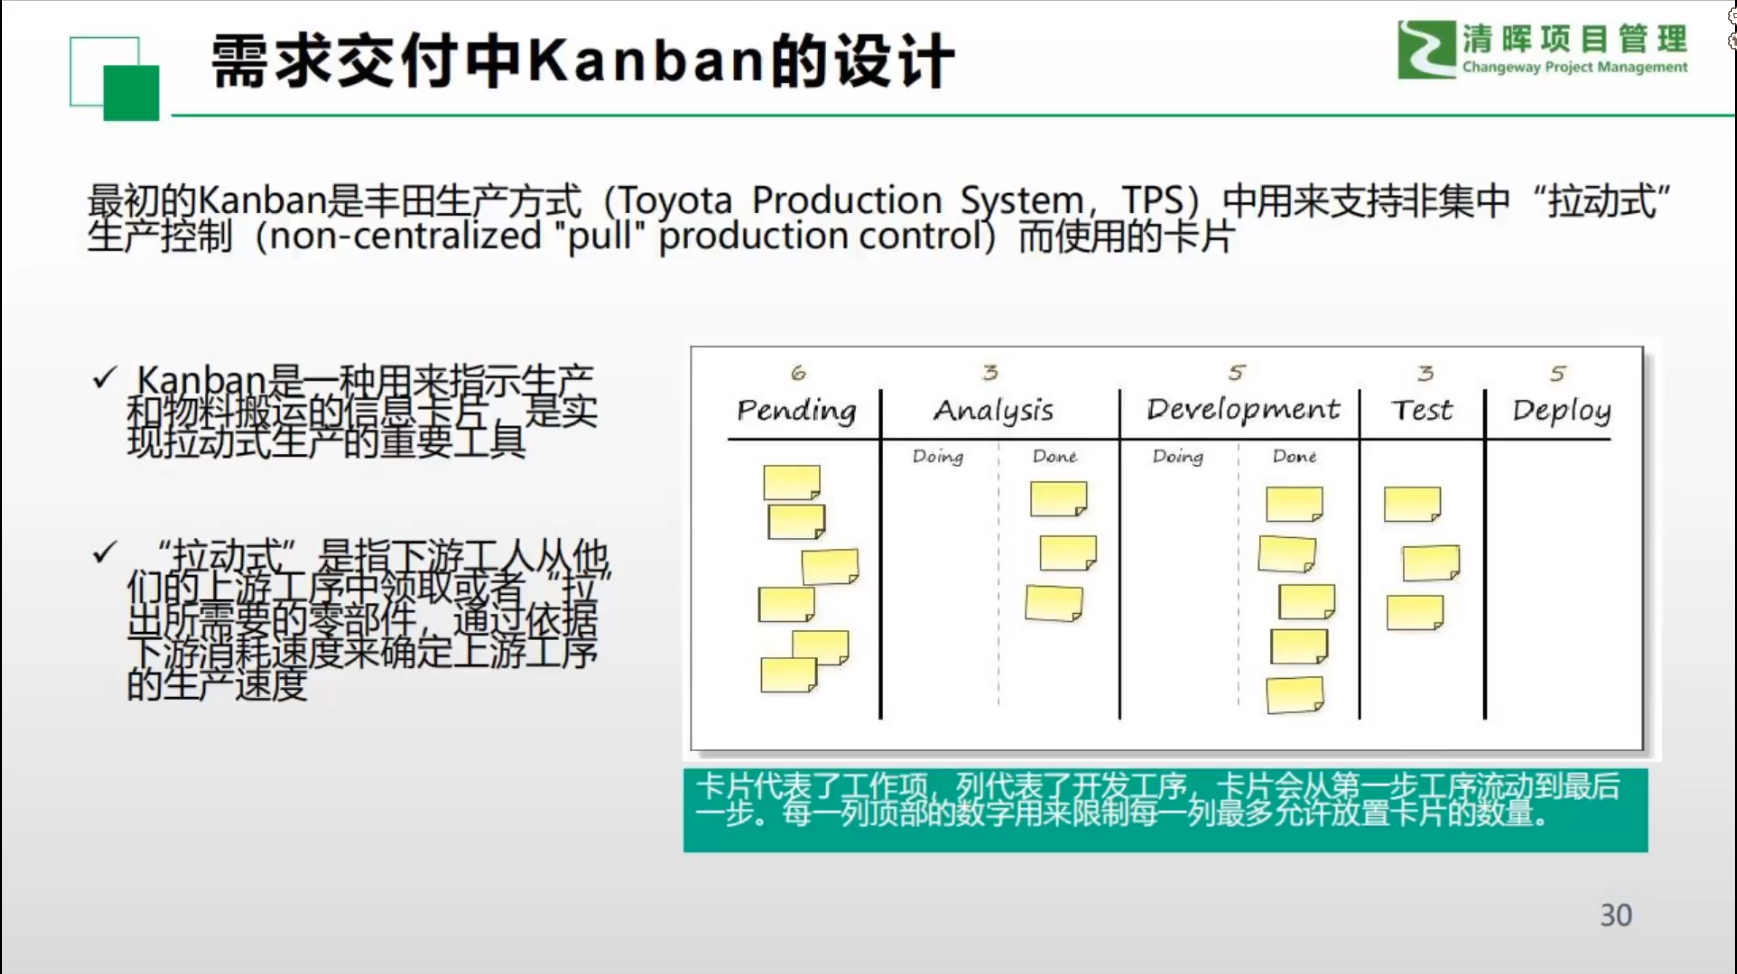 需求交付中Kanban的设计
清晖项目管理
Changeway Project Management
最初的Kanban是丰田生产方式（Toyota Production System，TPS）中用来支持非集中“拉动式”
生产控制（non-centralized "pull" production control）而使用的卡片
✓ Kanban是一种用来指示生产
和物料搬运的信息卡片，是实
现拉动式生产的重要工具
✓ “拉动式”是指下游工人从他
们的上游工序中领取或者“拉”
出所需要的零部件，通过依据
下游消耗速度来确定上游工序
的生产速度
6 3 5 3 5
Pending Analysis Development Test Deploy
Doing Done Doing Done
卡片代表了工作项，列代表了开发工序，卡片会从第一步工序流动到最后
一步。每一列顶部的数字用来限制每一列最多允许放置卡片的数量。
30